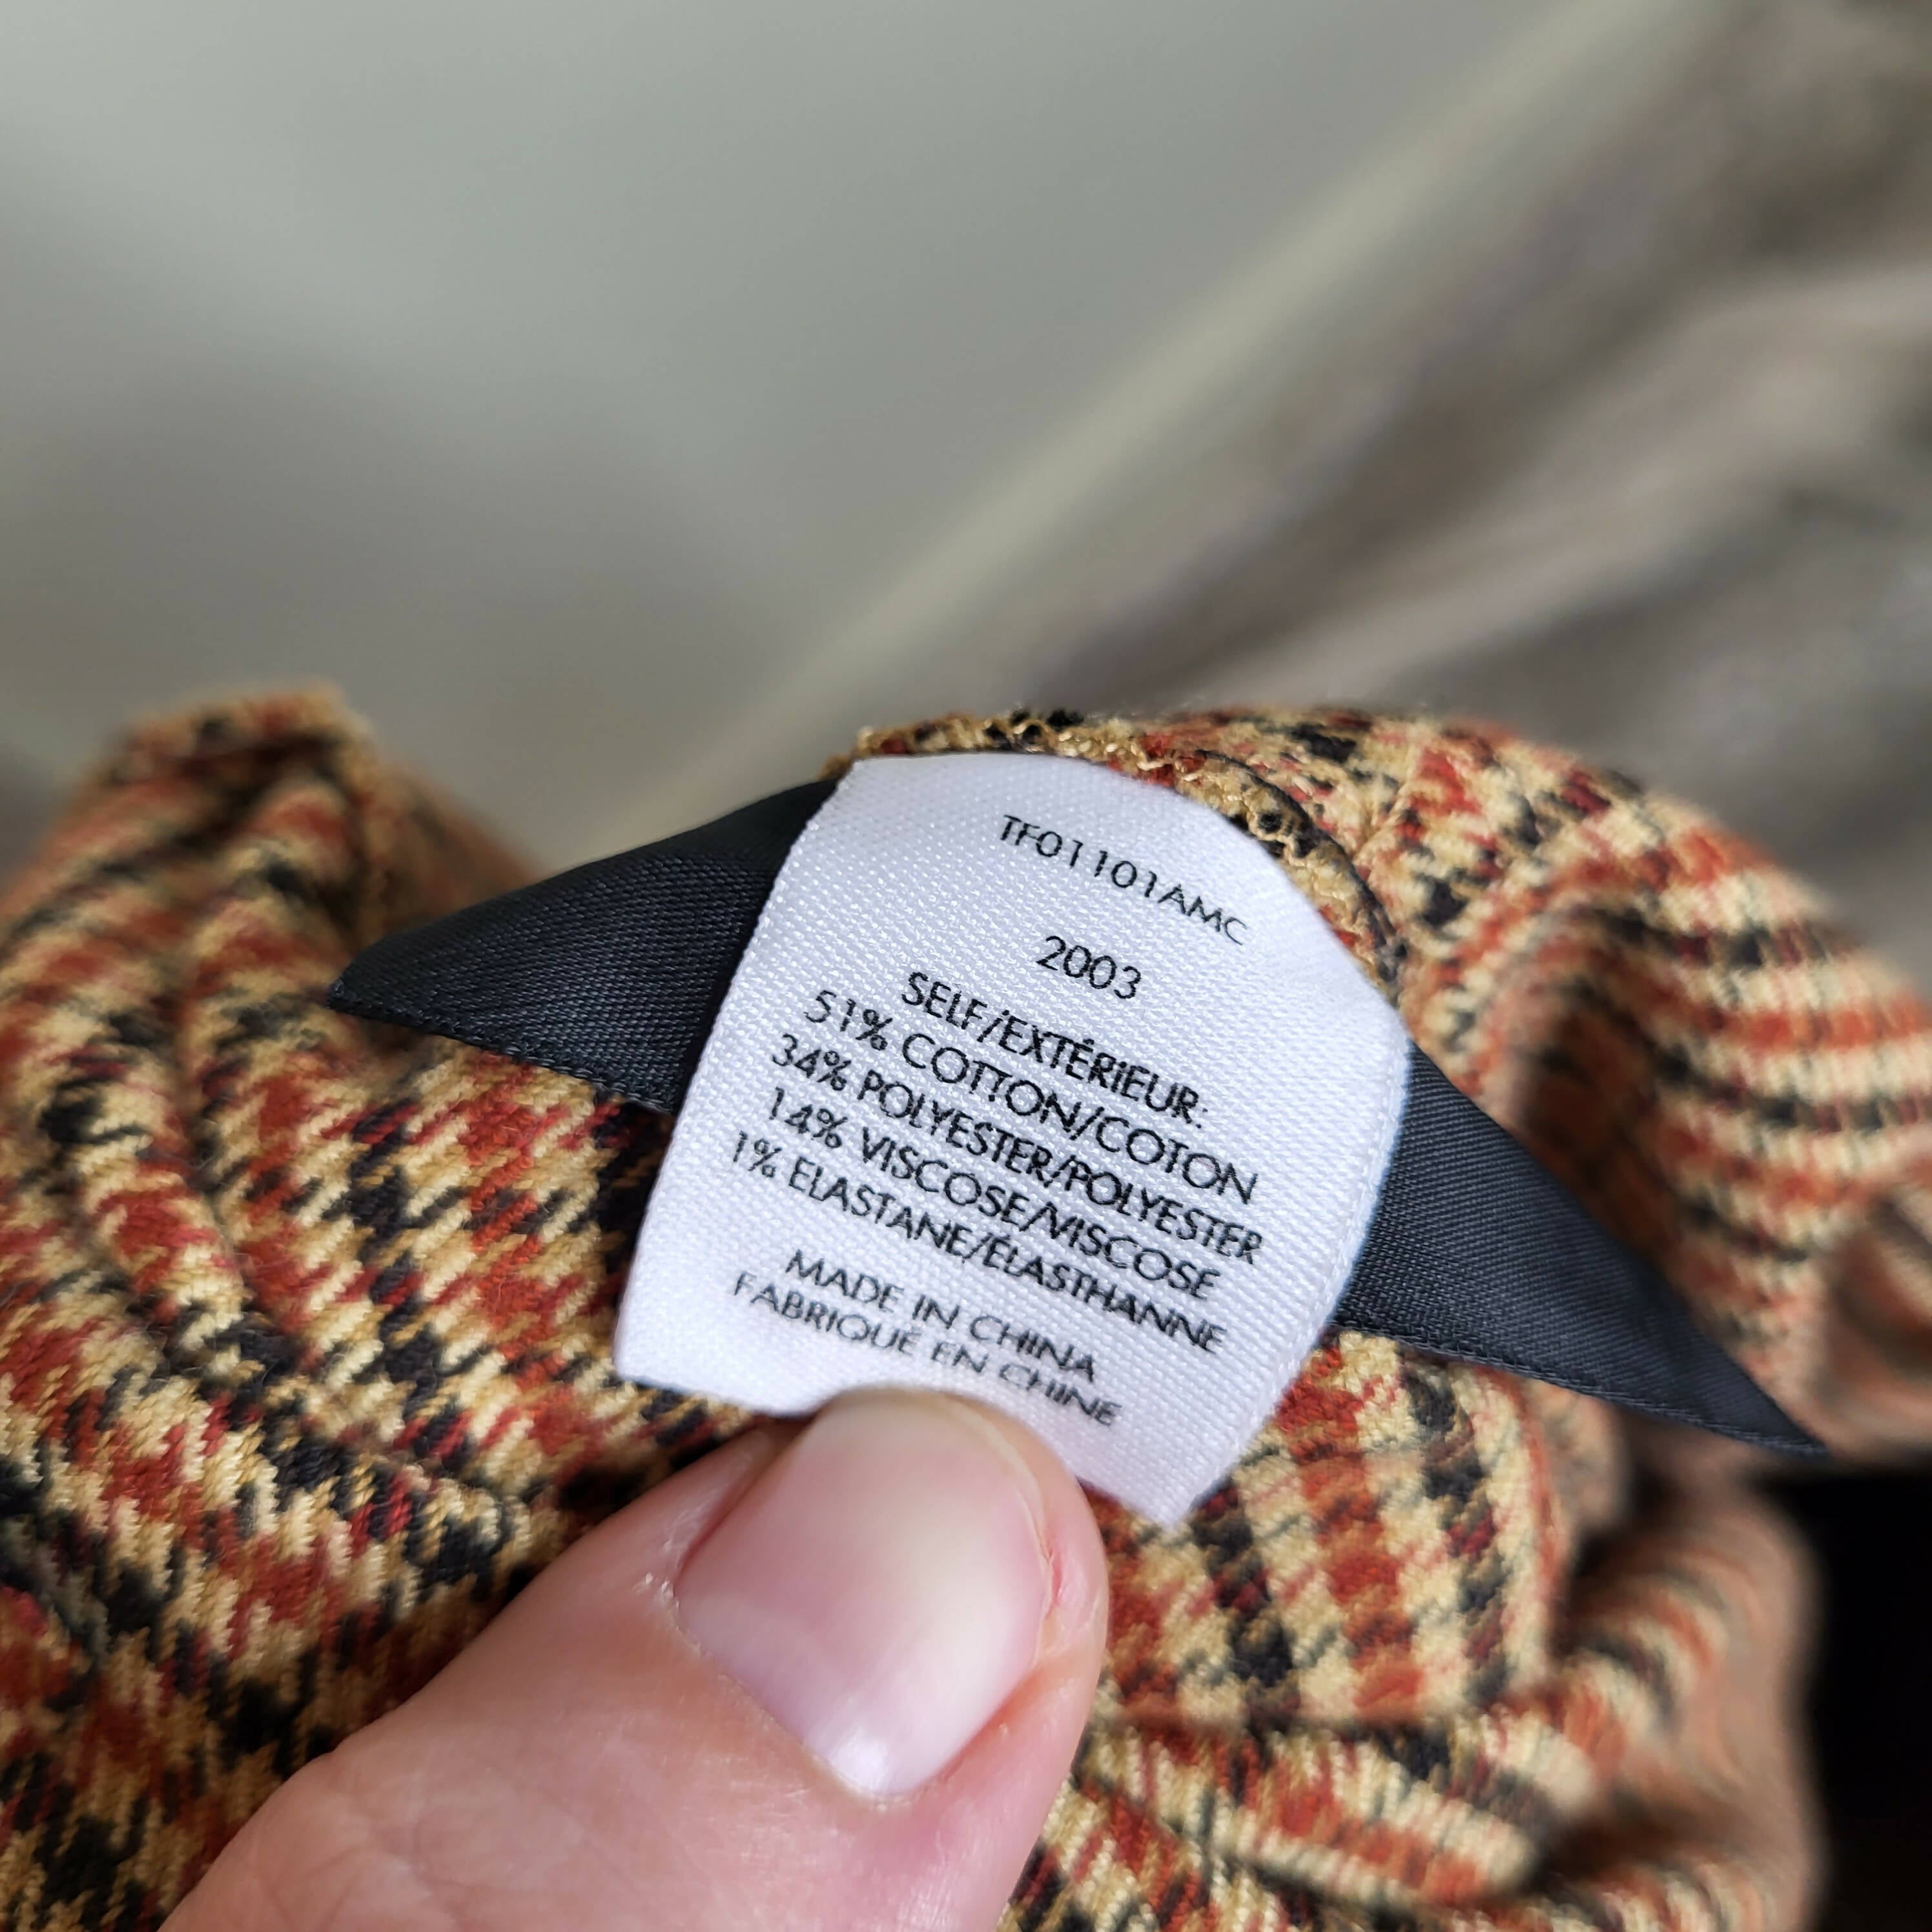 TF01101AMC
2003
SELF/EXTÉRIEUR:
51% COTTON/COTON
34% POLYESTER/POLYESTER
14% VISCOSE/VISCOSE
1% ELASTANE/ÉLASTHANNE
MADE IN CHINA
FABRIQUÉ EN CHINE